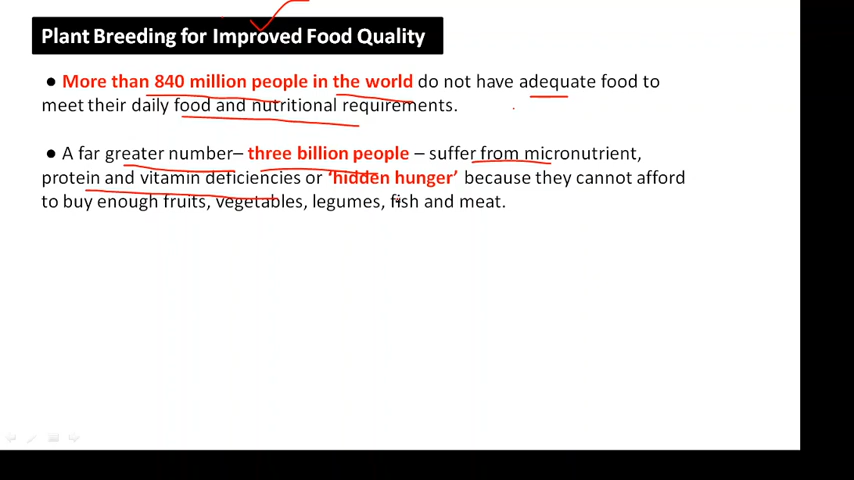 Plant Breeding for Improved Food Quality
● More than 840 million people in the world do not have adequate food to
meet their daily food and nutritional requirements.
● A far greater number– three billion people – suffer from micronutrient,
protein and vitamin deficiencies or ‘hidden hunger’ because they cannot afford
to buy enough fruits, vegetables, legumes, fish and meat.